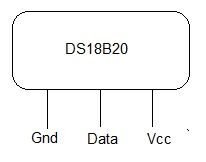 DS18B20
Gnd Data Vcc